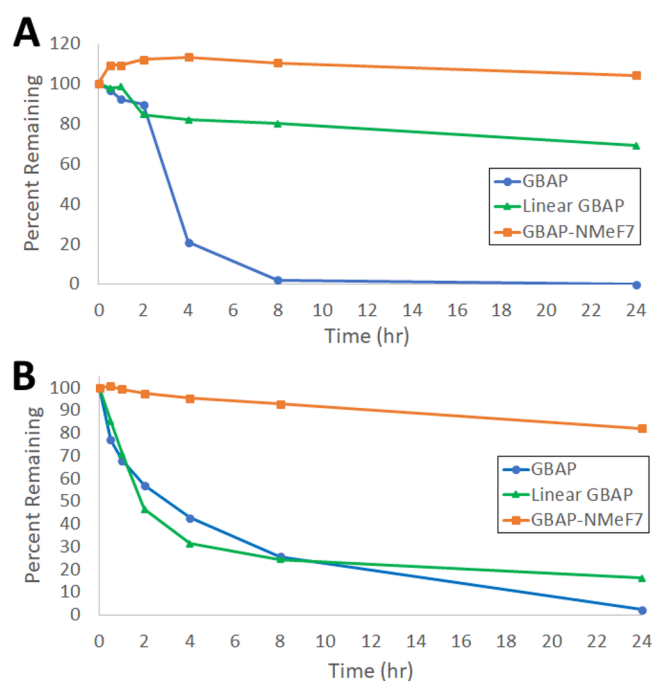 A
Percent Remaining
120
100
80
60
40
20
0
GBAP
Linear GBAP
GBAP-NMeF7
0 2 4 6 8 10 12 14 16 18 20 22 24
Time (hr)
B
Percent Remaining
100
90
80
70
60
50
40
30
20
10
0
GBAP
Linear GBAP
GBAP-NMeF7
0 2 4 6 8 10 12 14 16 18 20 22 24
Time (hr)